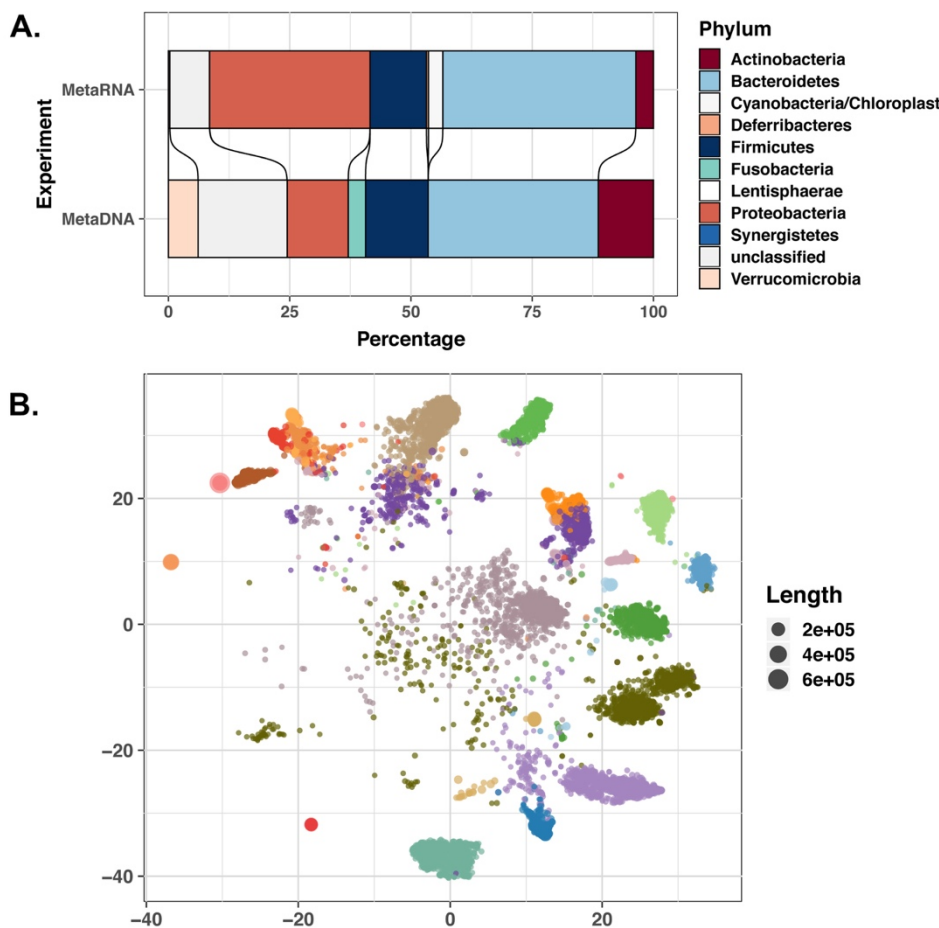 A.
Experiment
MetaRNA
MetaDNA
0 25 50 75 100
Percentage
Phylum
Actinobacteria
Bacteroidetes
Cyanobacteria/Chloroplast
Deferribacteres
Firmicutes
Fusobacteria
Lentisphaerae
Proteobacteria
Synergistetes
unclassified
Verrucomicrobia
B.
20
0
−20
−40
−40 −20 0 20
Length
2e+05
4e+05
6e+05